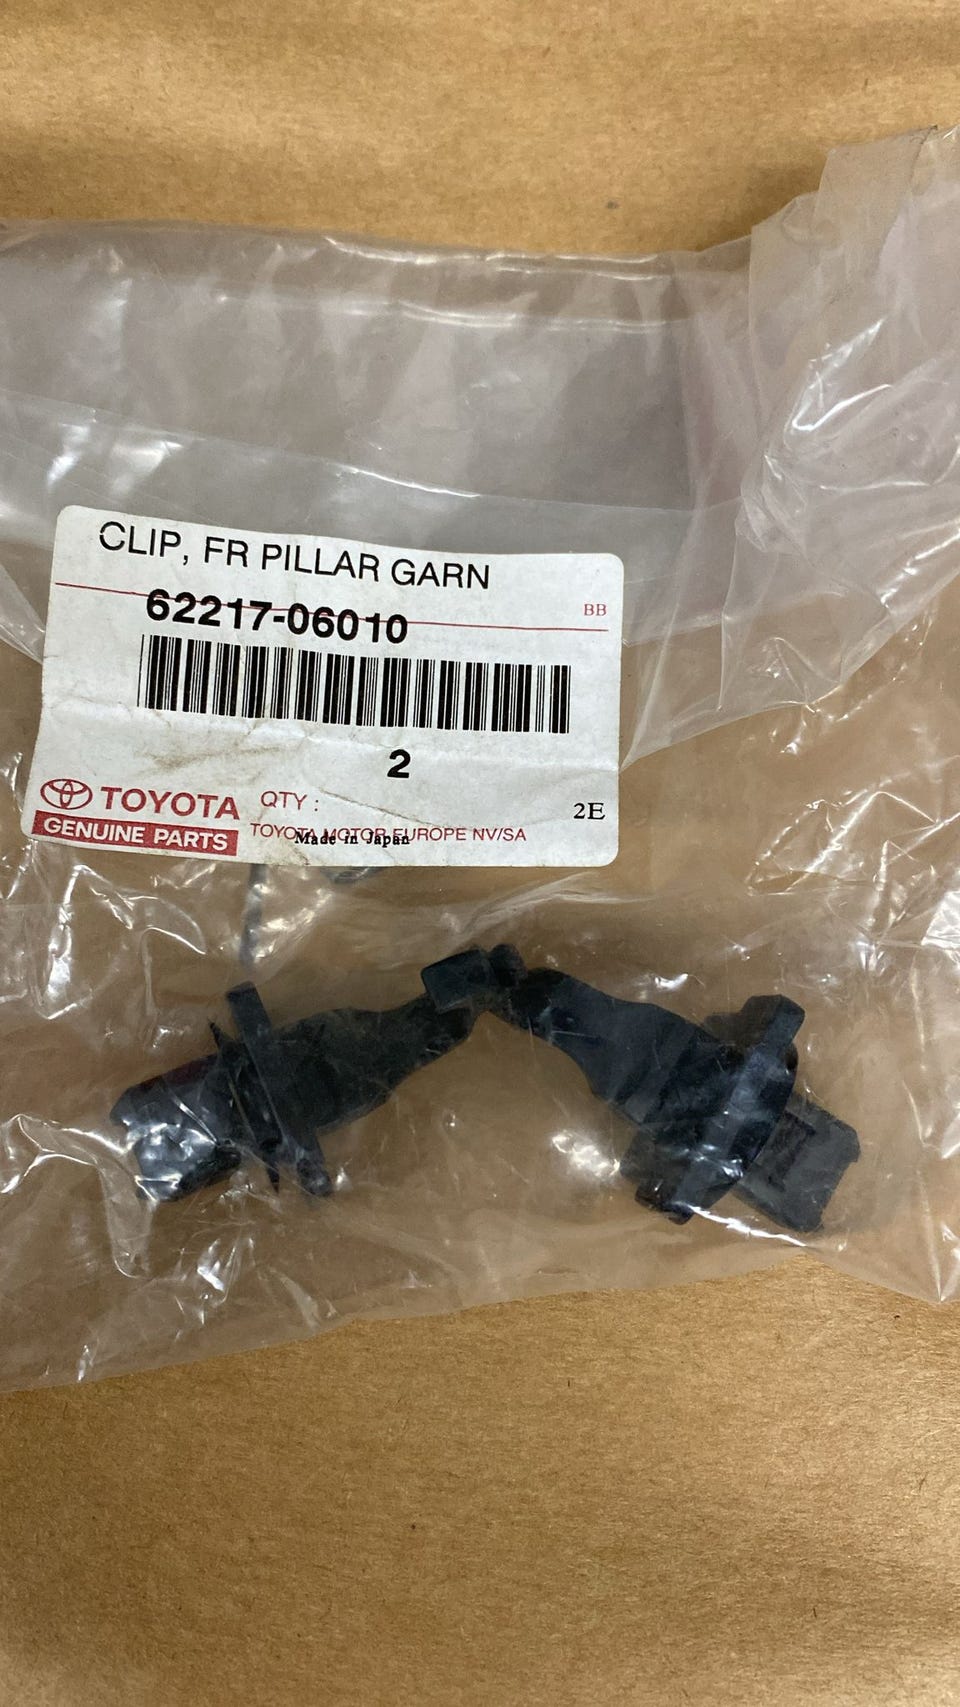 CLIP, FR PILLAR GARN
62217-06010 BB
2
TOYOTA QTY : 2E
GENUINE PARTS TOYOTA MOTOR EUROPE NV/SA
Made in Japan